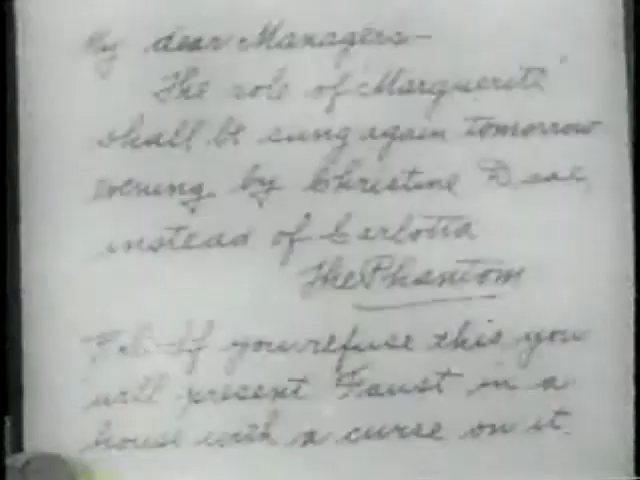 My dear Managers—
The role of Marguerite
shall be sung again tomorrow
evening by Christine Daae,
instead of Carlotta
The Phantom
P.S. If you refuse this you
will present Faust in a
house with a curse on it.